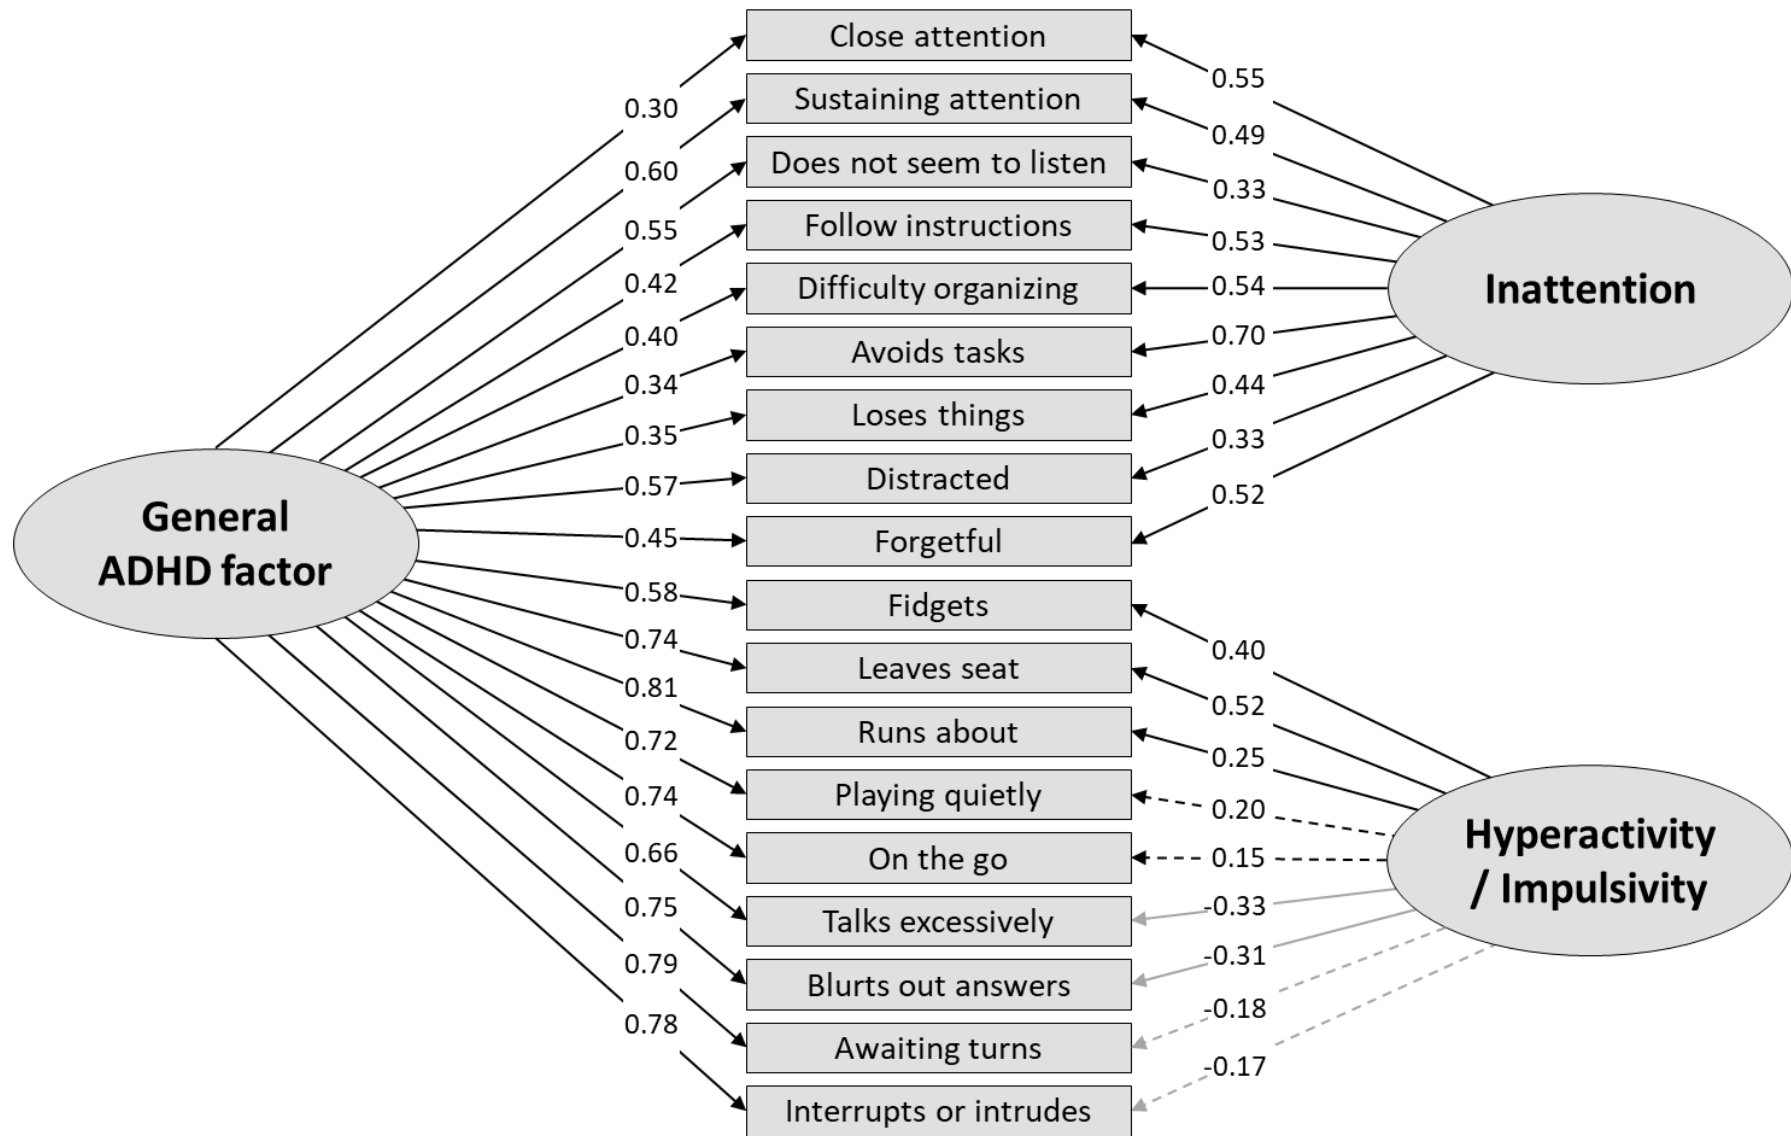 Close attention
Sustaining attention
Does not seem to listen
Follow instructions
Difficulty organizing
Avoids tasks
Loses things
Distracted
Forgetful
Fidgets
Leaves seat
Runs about
Playing quietly
On the go
Talks excessively
Blurts out answers
Awaiting turns
Interrupts or intrudes
General
ADHD factor
0.30
0.60
0.55
0.42
0.40
0.34
0.35
0.57
0.45
0.58
0.74
0.81
0.72
0.74
0.66
0.75
0.79
0.78
Inattention
0.55
0.49
0.33
0.53
0.54
0.70
0.44
0.33
0.52
Hyperactivity
/ Impulsivity
0.40
0.52
0.25
0.20
0.15
-0.33
-0.31
-0.18
-0.17